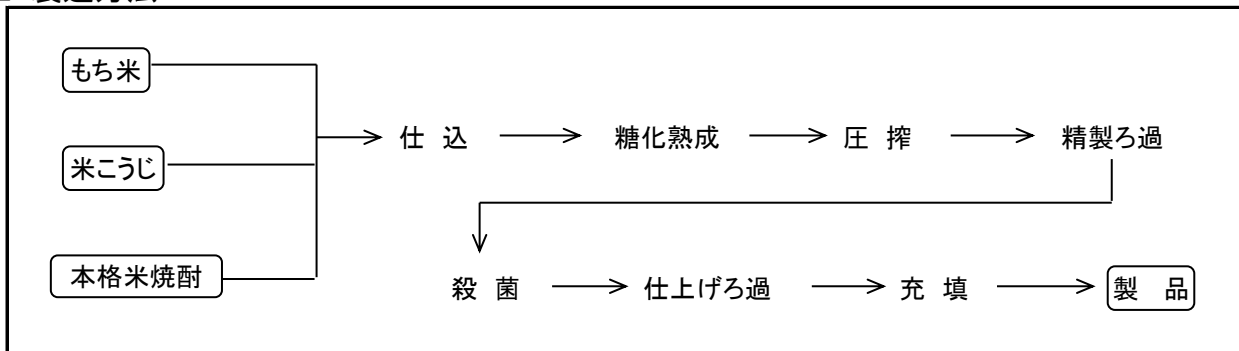 もち米
米こうじ
本格米焼酎
仕 込
糖化熟成
圧 搾
精製ろ過
殺 菌
仕上げろ過
充 填
製 品